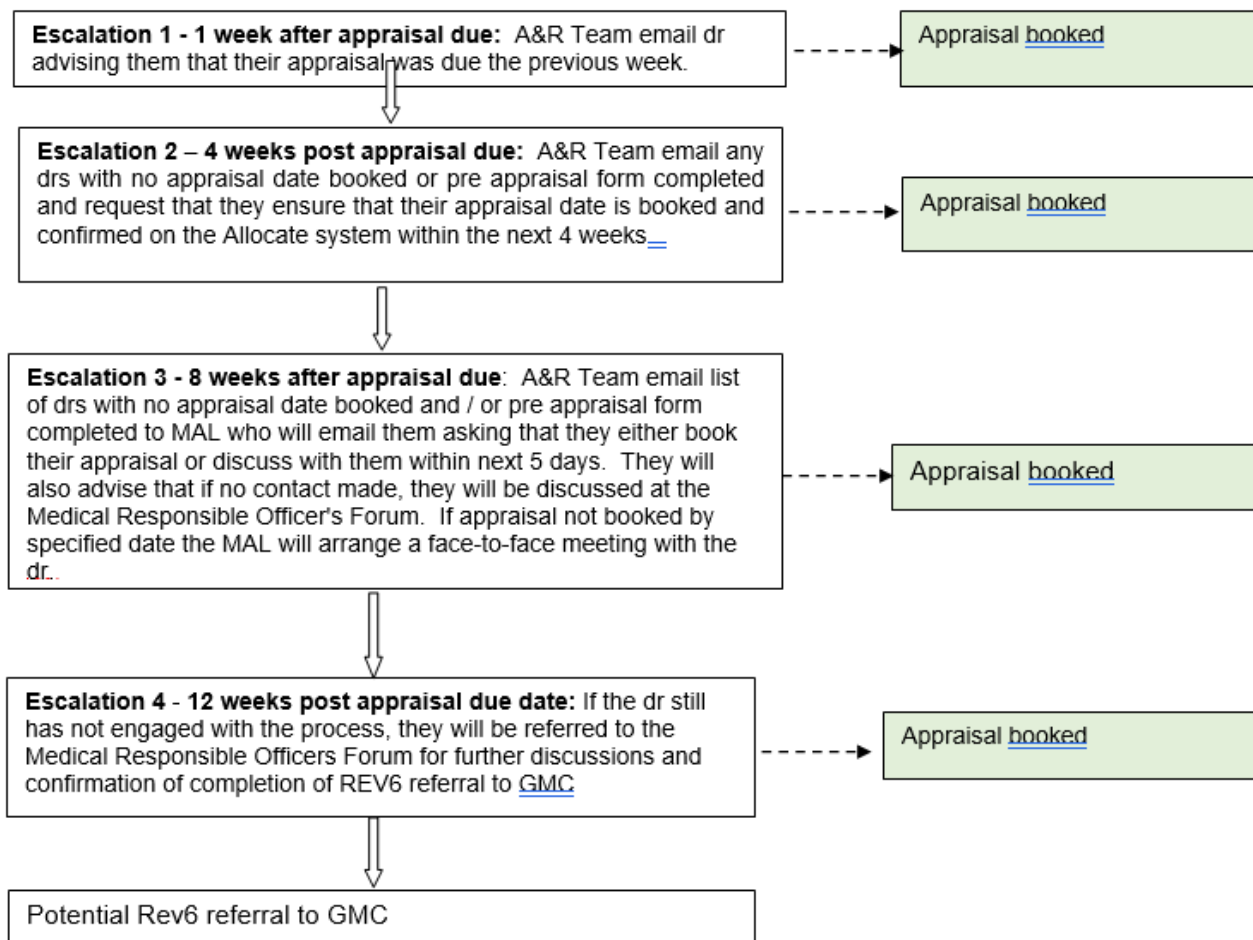 Escalation 1 - 1 week after appraisal due: A&R Team email dr
advising them that their appraisal was due the previous week.
Appraisal booked
Escalation 2 – 4 weeks post appraisal due: A&R Team email any
drs with no appraisal date booked or pre appraisal form completed
and request that they ensure that their appraisal date is booked and
confirmed on the Allocate system within the next 4 weeks
Appraisal booked
Escalation 3 - 8 weeks after appraisal due: A&R Team email list
of drs with no appraisal date booked and / or pre appraisal form
completed to MAL who will email them asking that they either book
their appraisal or discuss with them within next 5 days. They will
also advise that if no contact made, they will be discussed at the
Medical Responsible Officer's Forum. If appraisal not booked by
specified date the MAL will arrange a face-to-face meeting with the
dr.
Appraisal booked
Escalation 4 - 12 weeks post appraisal due date: If the dr still
has not engaged with the process, they will be referred to the
Medical Responsible Officers Forum for further discussions and
confirmation of completion of REV6 referral to GMC
Appraisal booked
Potential Rev6 referral to GMC